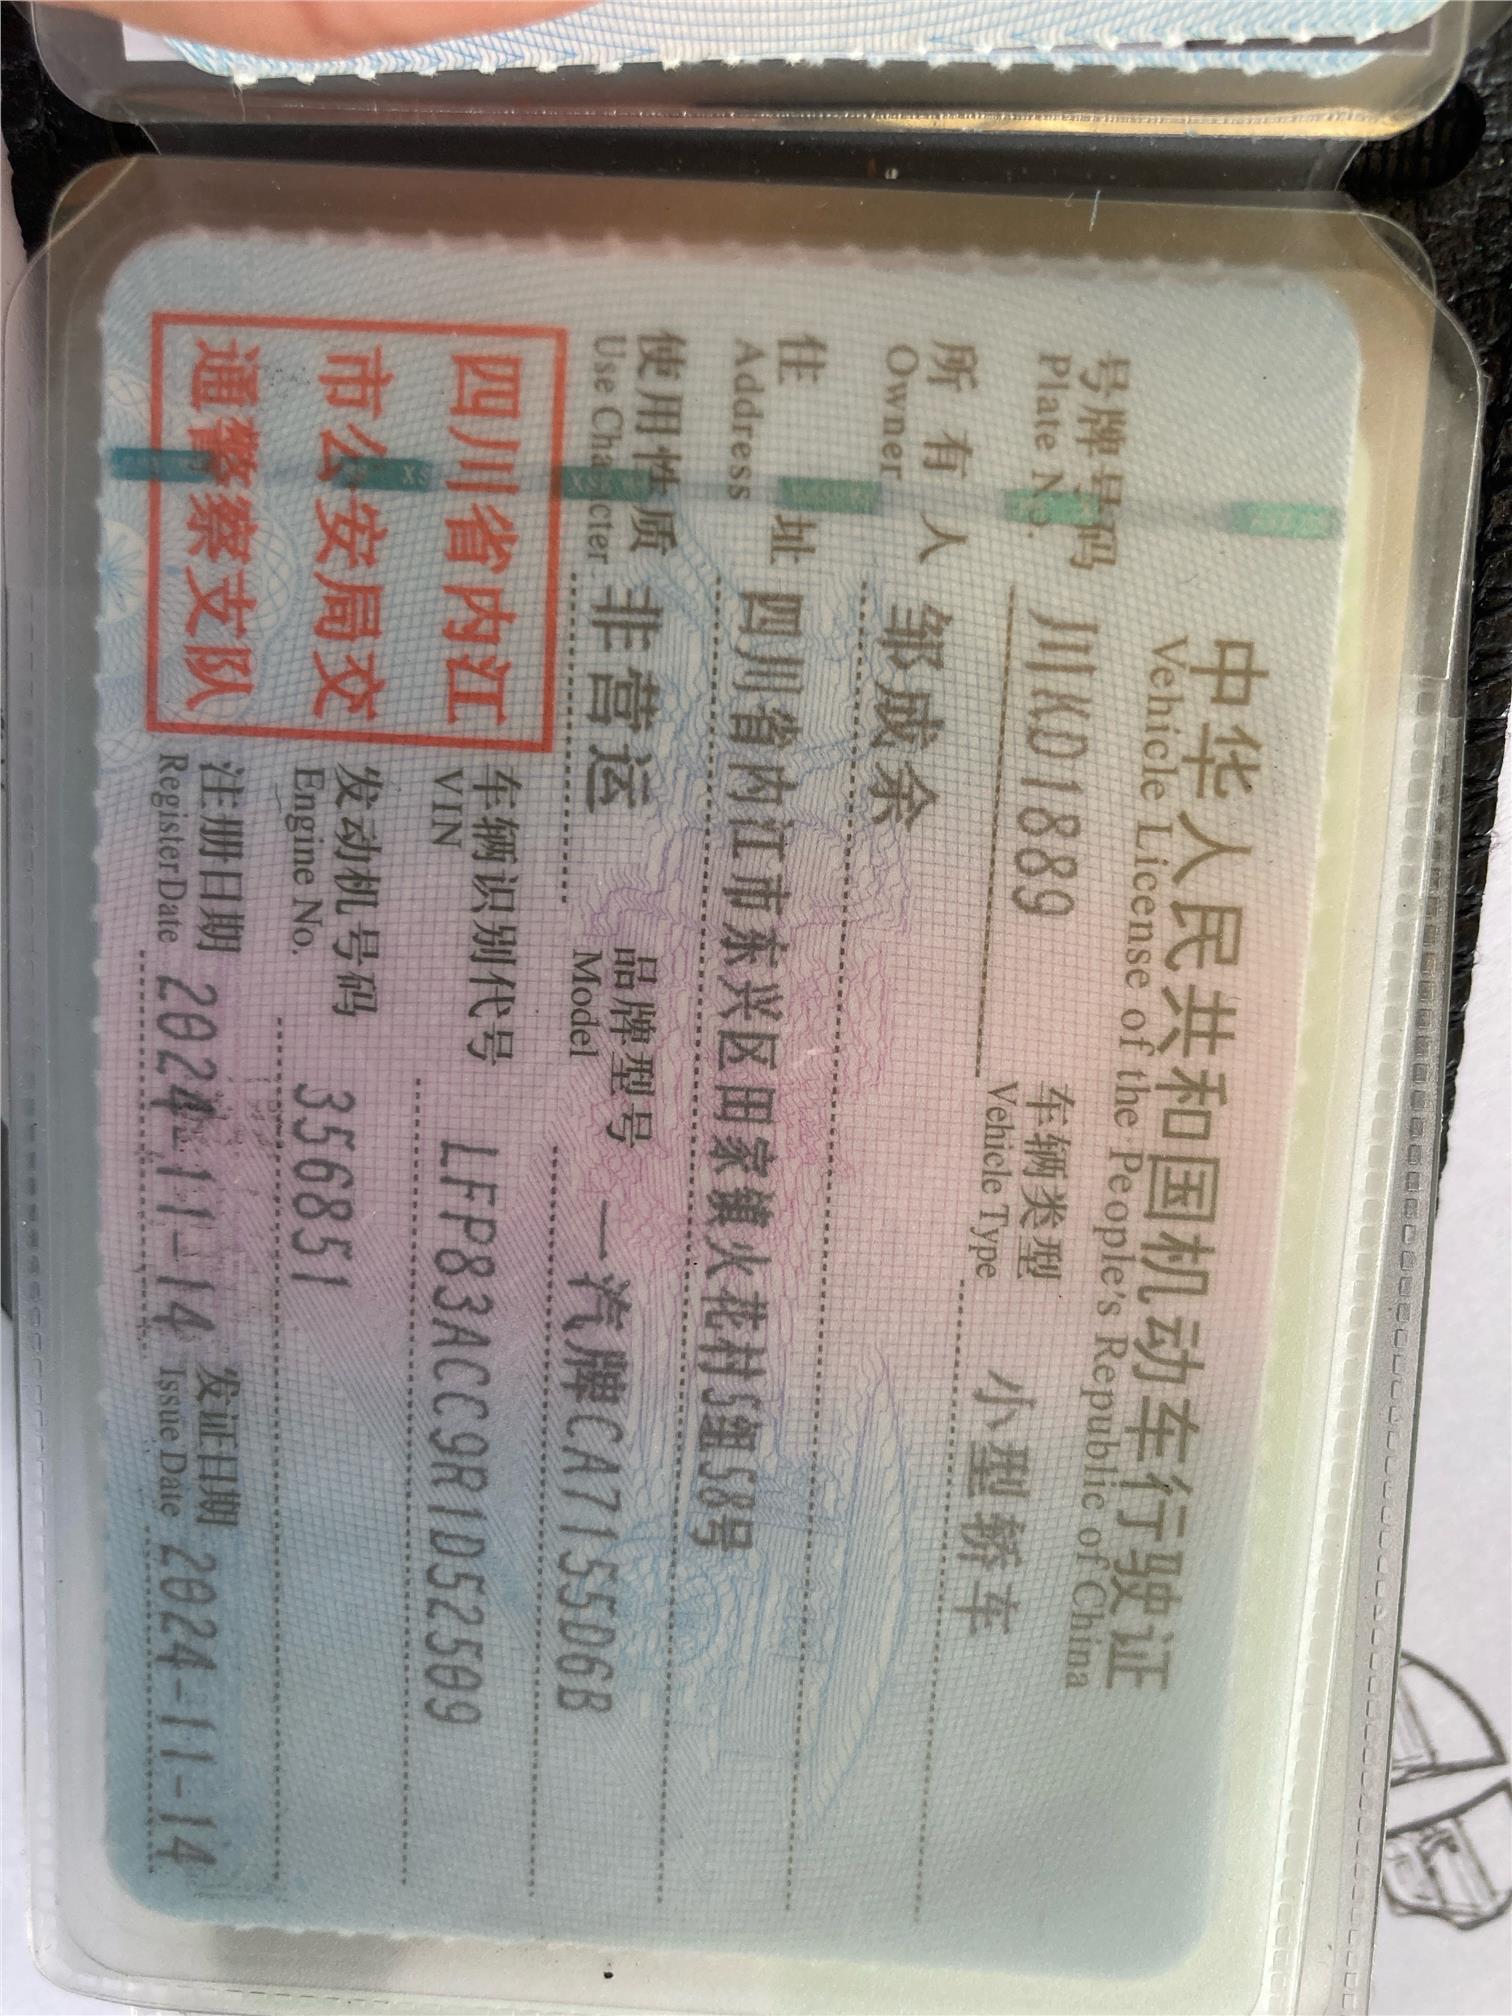 中华人民共和国机动车行驶证
Vehicle License of the People's Republic of China
号牌号码 川KD1889 车辆类型 小型轿车
Plate No. Vehicle Type
所有人 邹成余
Owner
住址 四川省内江市东兴区田家镇火花村5组58号
Address
使用性质 非营运 品牌型号 一汽牌CA7155D6B
Use Character Model
四川省内江
市公安局交
通警察支队
车辆识别代号 LFP83ACC9R1D52509
VIN
发动机号码 356851
Engine No.
注册日期 2024-11-14 发证日期 2024-11-14
Register Date Issue Date